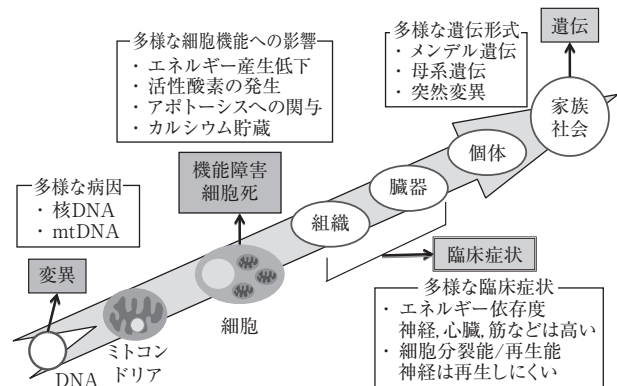 多様な細胞機能への影響
・エネルギー産生低下
・活性酸素の発生
・アポトーシスへの関与
・カルシウム貯蔵
多様な遺伝形式
・メンデル遺伝
・母系遺伝
・突然変異
遺伝
家族
社会
個体
臓器
組織
機能障害
細胞死
多様な病因
・核DNA
・mtDNA
変異
細胞
ミトコン
ドリア
DNA
臨床症状
多様な臨床症状
・エネルギー依存度
神経,心臓,筋などは高い
・細胞分裂能/再生能
神経は再生しにくい